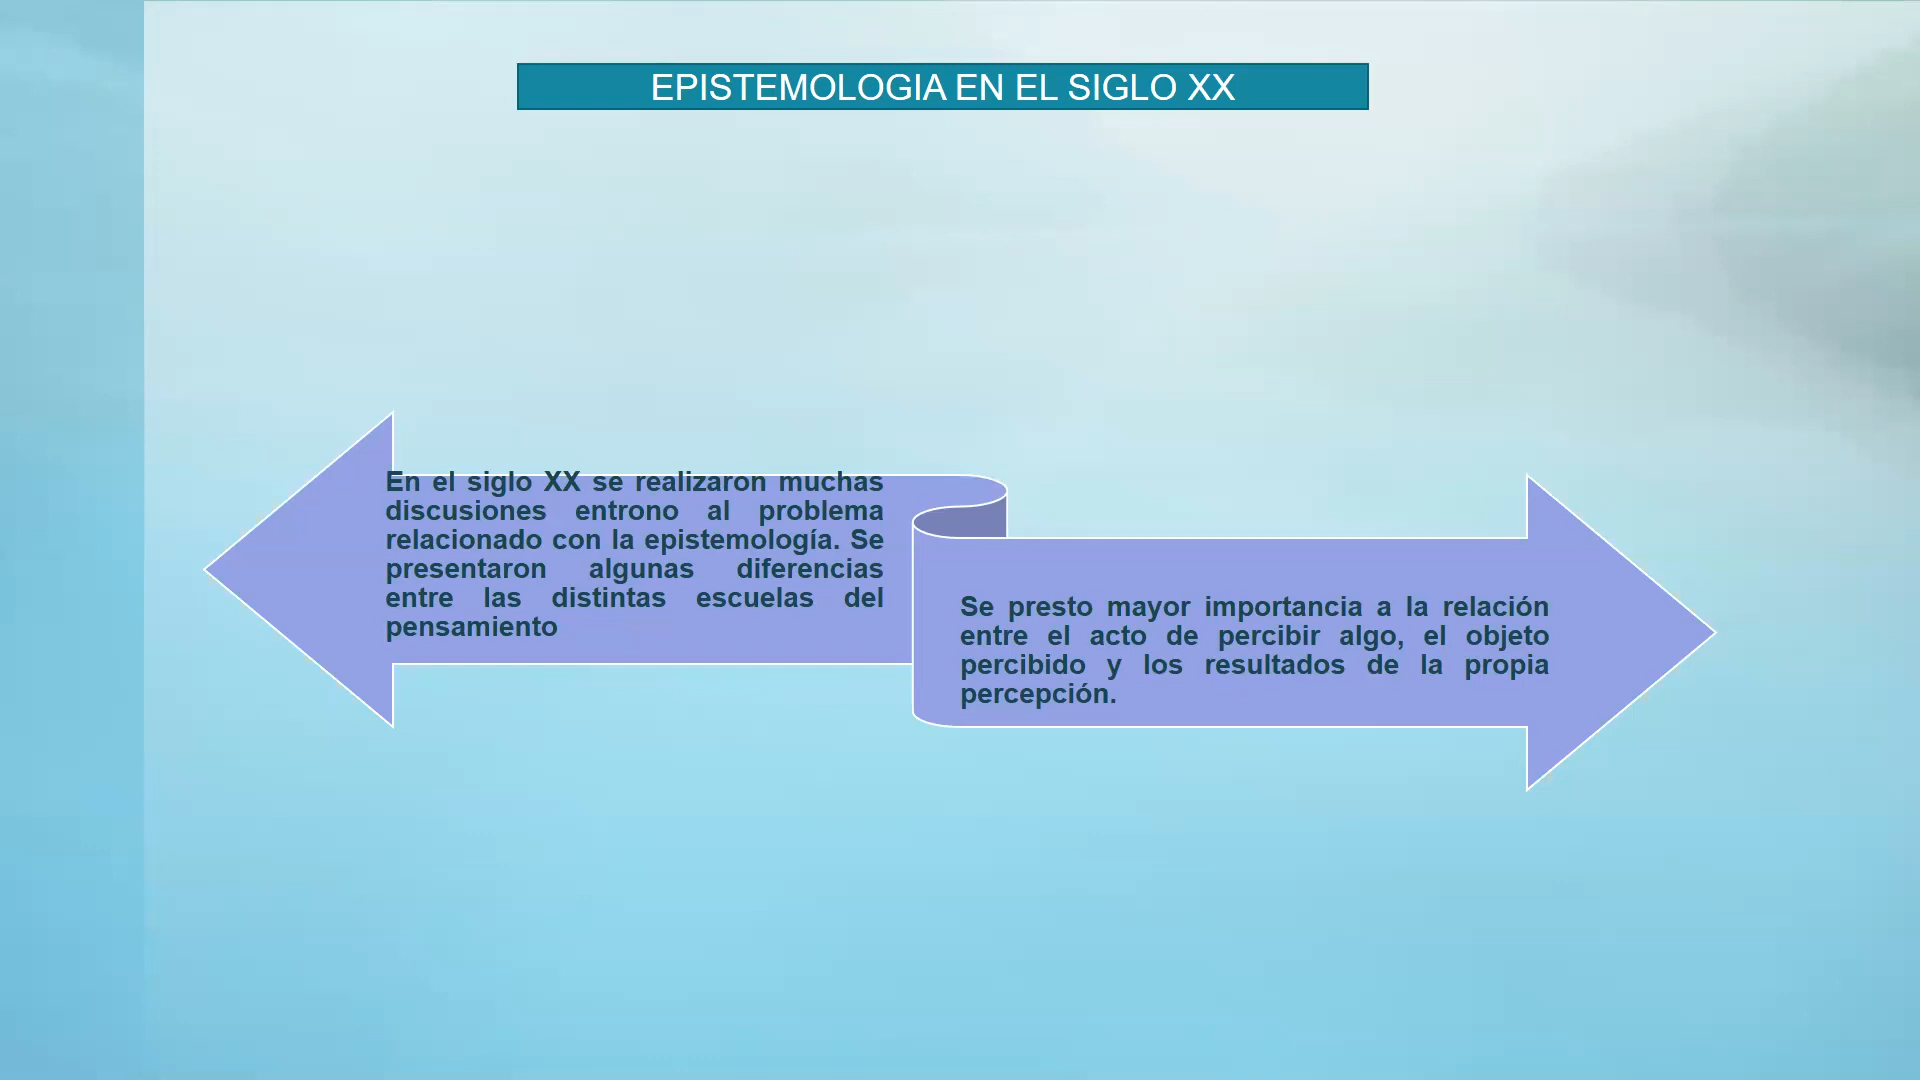 EPISTEMOLOGIA EN EL SIGLO XX
En el siglo XX se realizaron muchas
discusiones entrono al problema
relacionado con la epistemología. Se
presentaron algunas diferencias
entre las distintas escuelas del
pensamiento
Se presto mayor importancia a la relación
entre el acto de percibir algo, el objeto
percibido y los resultados de la propia
percepción.